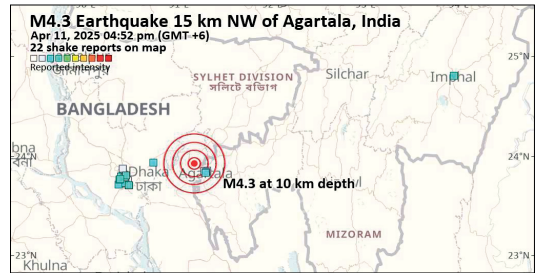 M4.3 Earthquake 15 km NW of Agartala, India
Apr 11, 2025 04:52 pm (GMT +6)
22 shake reports on map
Reported intensity
SYLHET DIVISION
Silchar
Imphal
25°N
BANGLADESH
24°N
Dhaka
ঢাকা
Agartala
M4.3 at 10 km depth
MIZORAM
23°N
23°N
Khulna